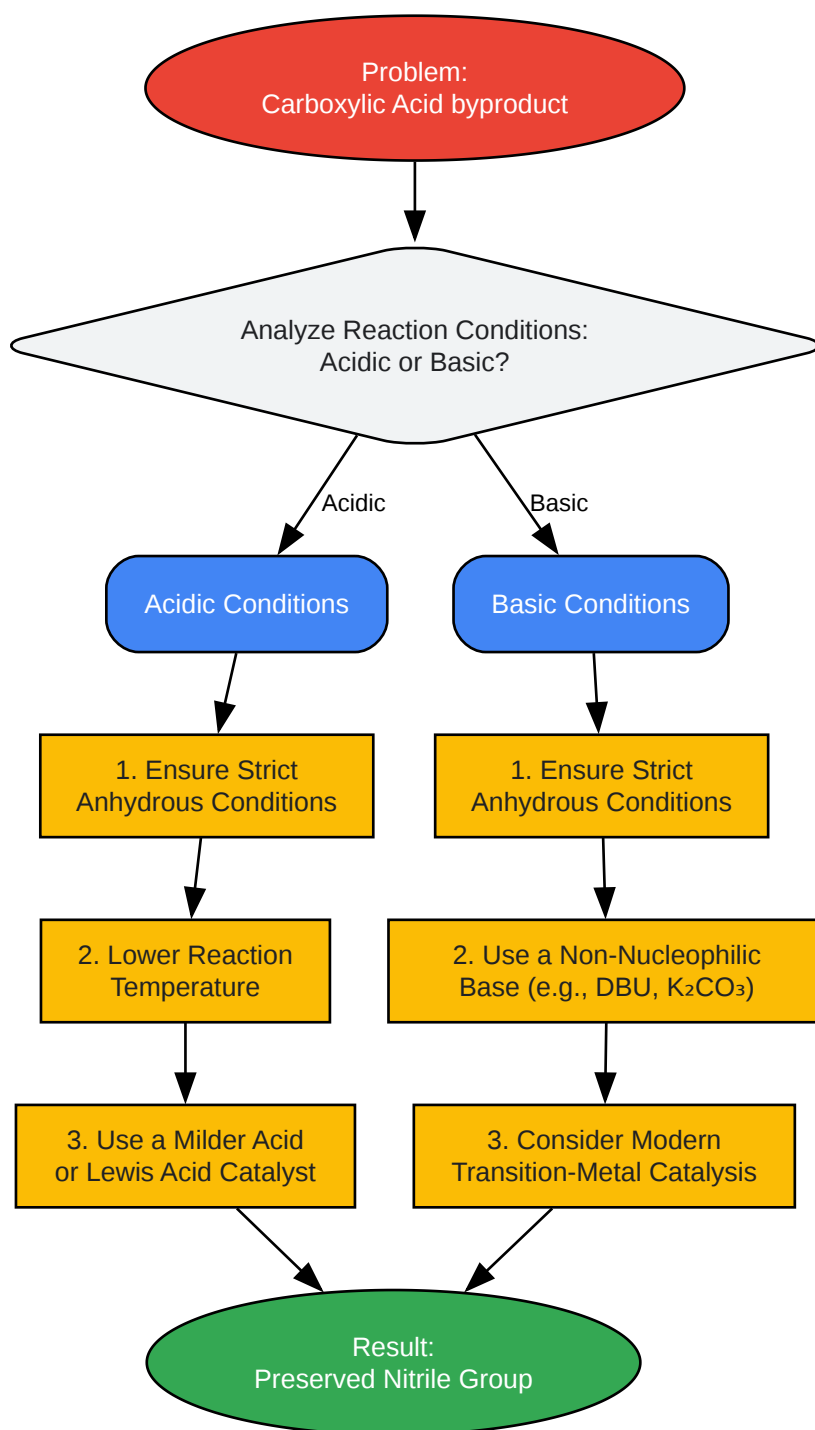 Problem:
Carboxylic Acid byproduct
Analyze Reaction Conditions:
Acidic or Basic?
Acidic
Basic
Acidic Conditions
Basic Conditions
1. Ensure Strict
Anhydrous Conditions
1. Ensure Strict
Anhydrous Conditions
2. Lower Reaction
Temperature
2. Use a Non-Nucleophilic
Base (e.g., DBU, K₂CO₃)
3. Use a Milder Acid
or Lewis Acid Catalyst
3. Consider Modern
Transition-Metal Catalysis
Result:
Preserved Nitrile Group